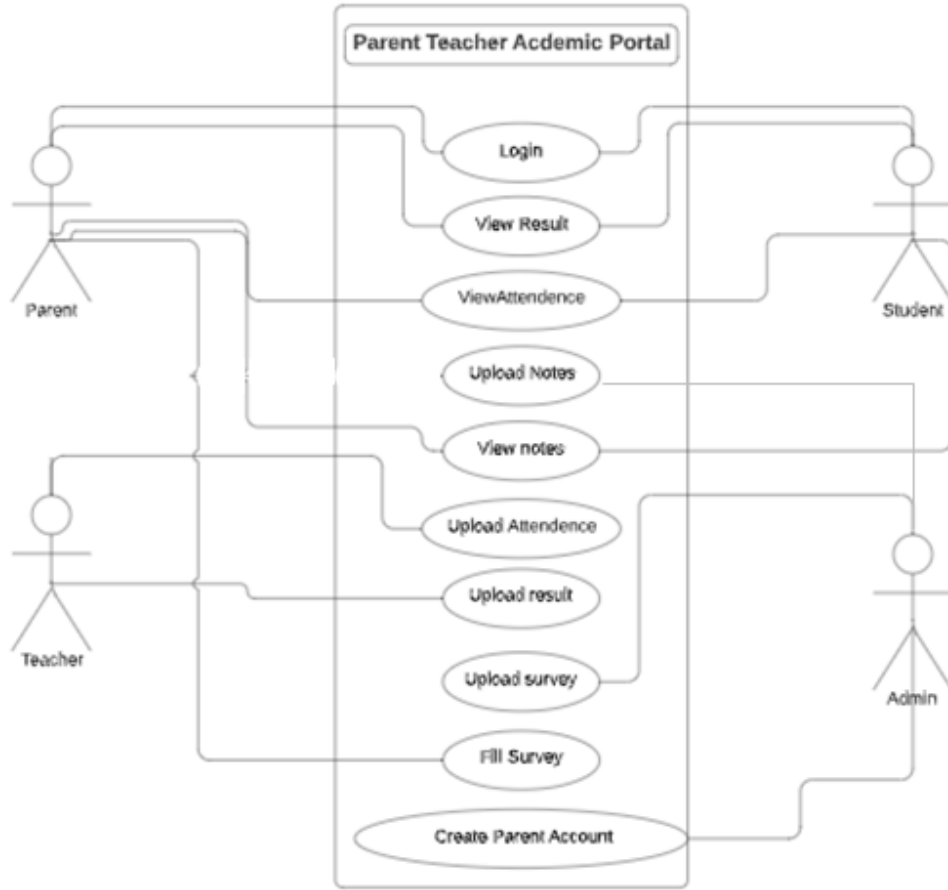 Parent Teacher Acdemic Portal
Login
View Result
Parent
ViewAttendence
Student
Upload Notes
View notes
Upload Attendence
Upload result
Teacher
Upload survey
Admin
Fill Survey
Create Parent Account